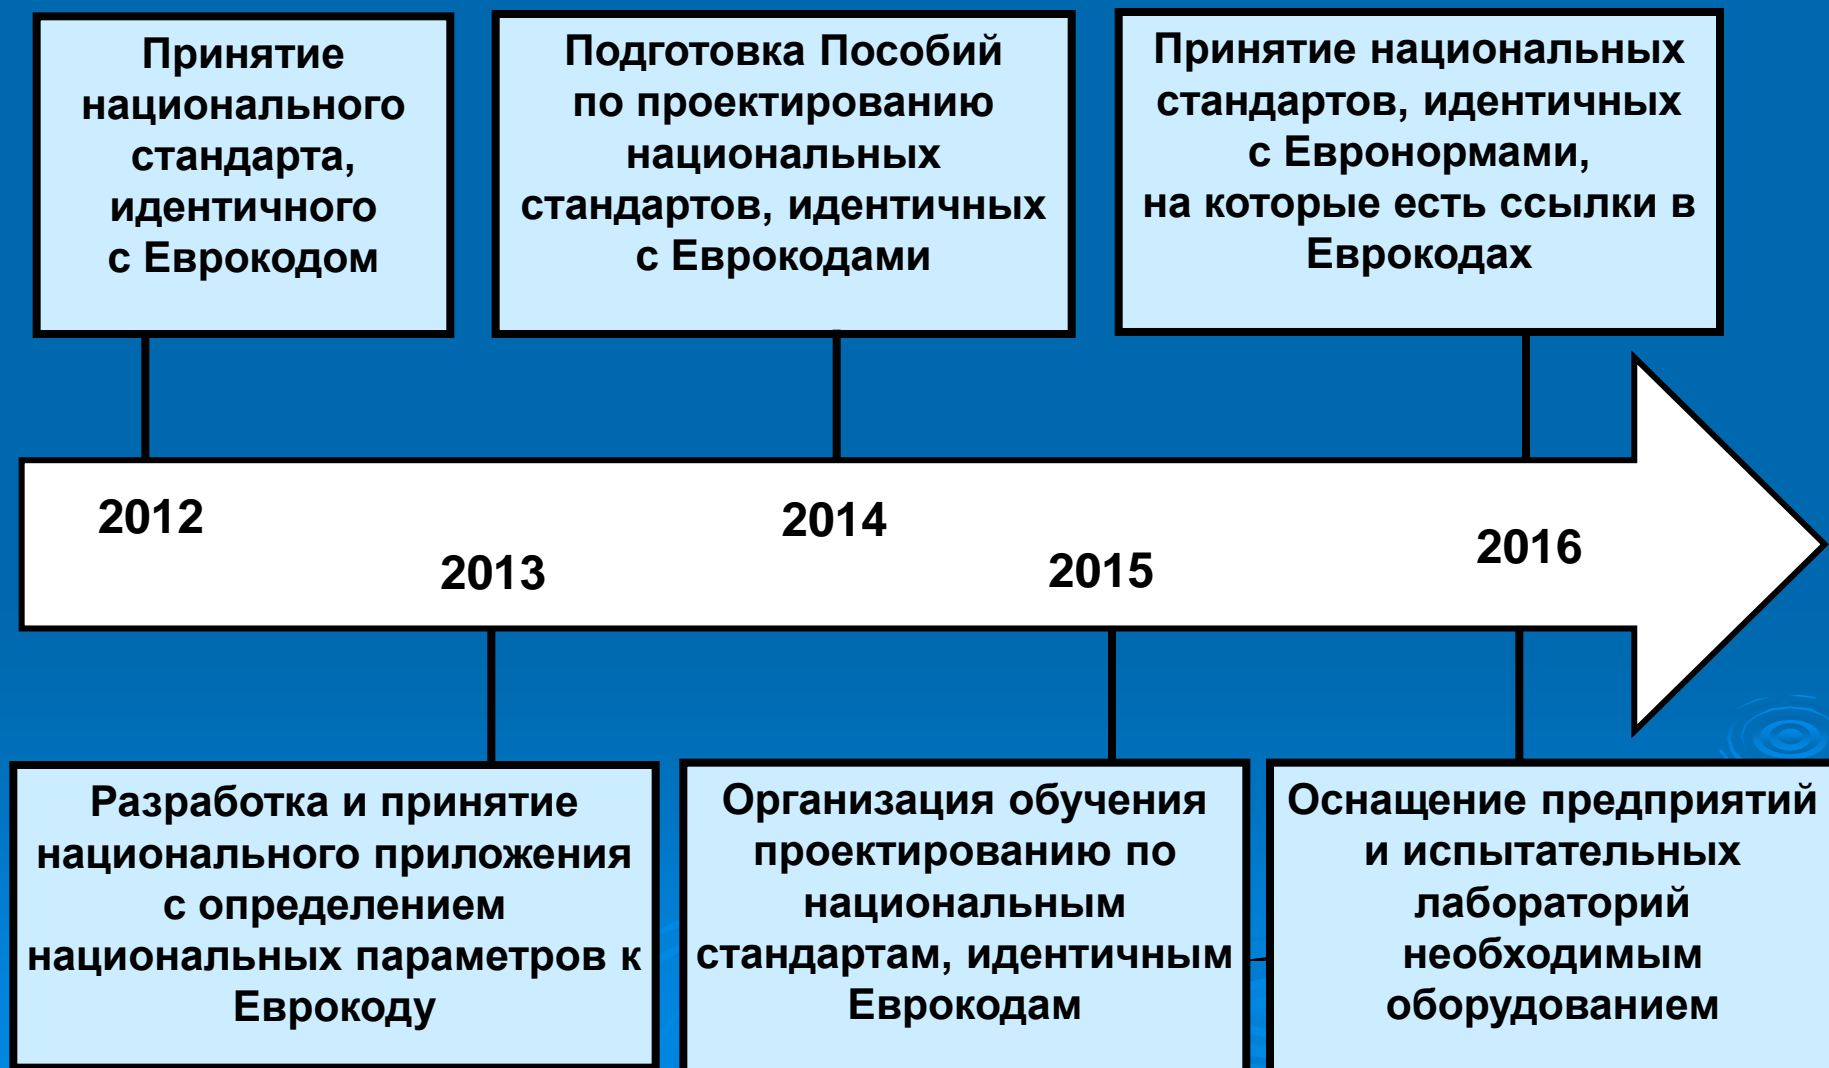 Принятие
национального
стандарта,
идентичного
с Еврокодом
Подготовка Пособий
по проектированию
национальных
стандартов, идентичных
с Еврокодами
Принятие национальных
стандартов, идентичных
с Евронормами,
на которые есть ссылки в
Еврокодах
2012
2013
2014
2015
2016
Разработка и принятие
национального приложения
с определением
национальных параметров к
Еврокоду
Организация обучения
проектированию по
национальным
стандартам, идентичным
Еврокодам
Оснащение предприятий
и испытательных
лабораторий
необходимым
оборудованием